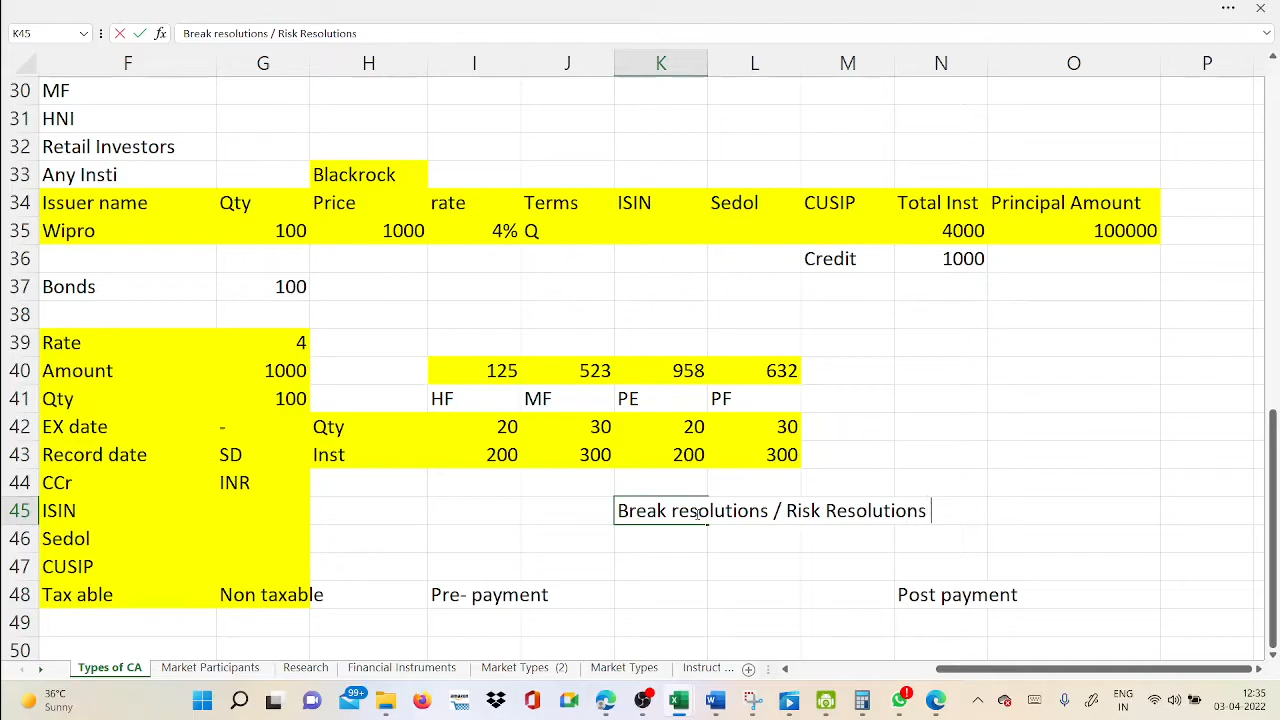 K45 Break resolutions / Risk Resolutions
F G H I J K L M N O P
30 MF
31 HNI
32 Retail Investors
33 Any Insti Blackrock
34 Issuer name Qty Price rate Terms ISIN Sedol CUSIP Total Inst Principal Amount
35 Wipro 100 1000 4% Q 4000 100000
36 Credit 1000
37 Bonds 100
38
39 Rate 4
40 Amount 1000 125 523 958 632
41 Qty 100 HF MF PE PF
42 EX date - Qty 20 30 20 30
43 Record date SD Inst 200 300 200 300
44 CCr INR
45 ISIN Break resolutions / Risk Resolutions
46 Sedol
47 CUSIP
48 Tax able Non taxable Pre- payment Post payment
49
50
Types of CA Market Participants Research Financial Instruments Market Types (2) Market Types Instruct ...
36°C ENG 12:35
Sunny 99+ IN 03-04-2022